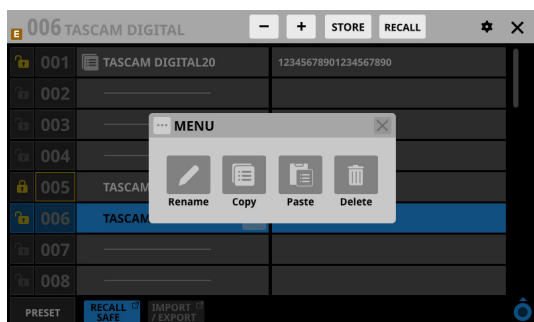 E 006 TASCAM DIGITAL - + STORE RECALL
001 TASCAM DIGITAL20 12345678901234567890
002
003
MENU
004
005 TASCAM
Rename Copy Paste Delete
006 TASCAM
007
008
PRESET RECALL SAFE IMPORT / EXPORT